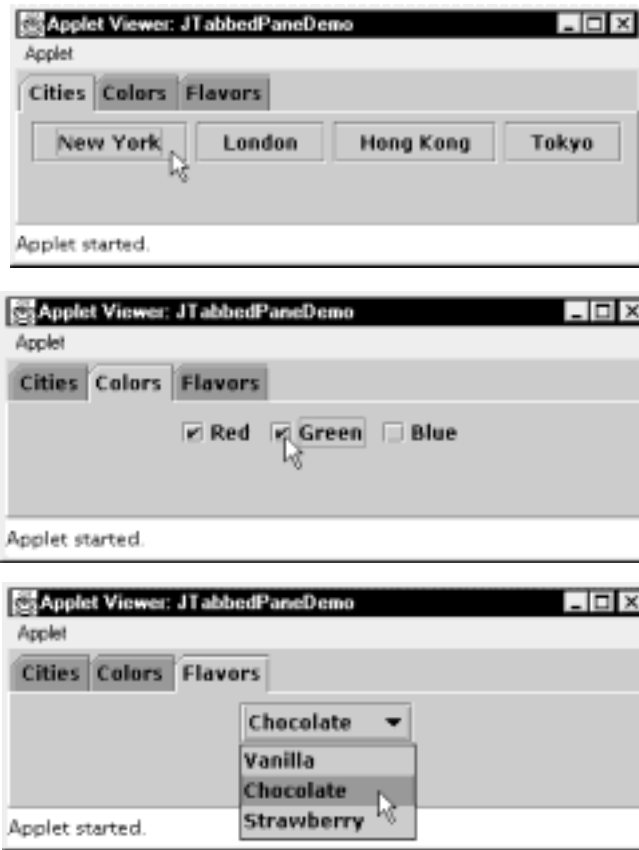 Applet Viewer: JTabbedPaneDemo
Applet
Cities Colors Flavors
New York London Hong Kong Tokyo
Applet started.
Applet Viewer: JTabbedPaneDemo
Applet
Cities Colors Flavors
Red Green Blue
Applet started.
Applet Viewer: JTabbedPaneDemo
Applet
Cities Colors Flavors
Chocolate
Vanilla
Chocolate
Strawberry
Applet started.